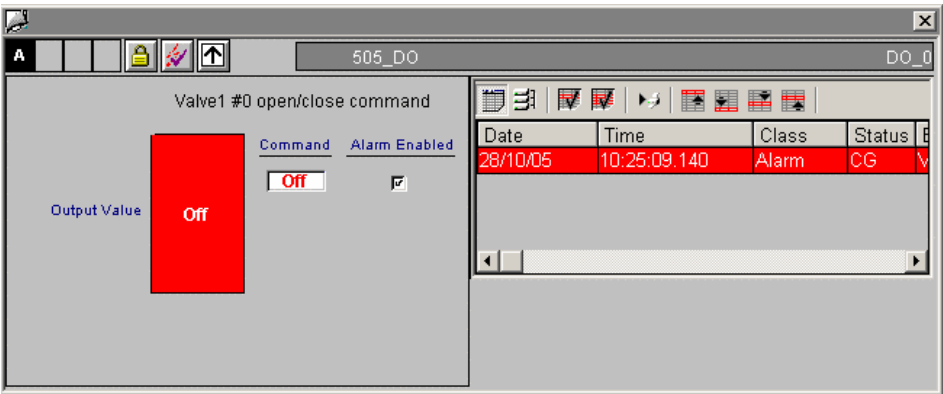 A
505_DO
DO_0
Valve1 #0 open/close command
Command Alarm Enabled
Off
Output Value Off
Date Time Class Status E
28/10/05 10:25:09.140 Alarm CG V